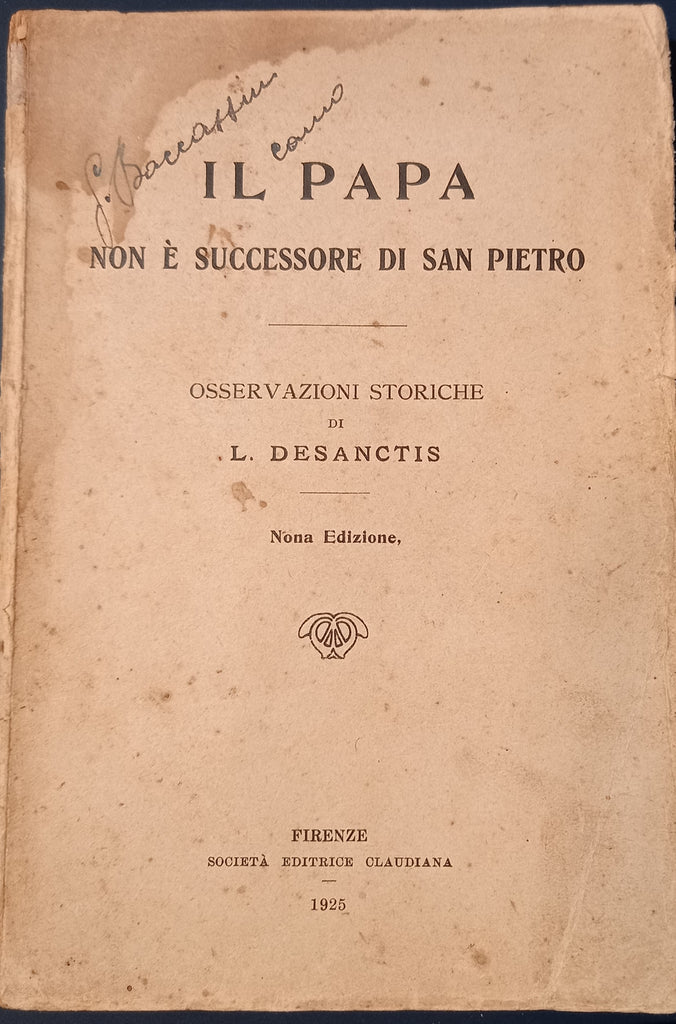 IL PAPA
NON È SUCCESSORE DI SAN PIETRO
OSSERVAZIONI STORICHE
DI
L. DESANCTIS
Nona Edizione,
FIRENZE
SOCIETÀ EDITRICE CLAUDIANA
1925